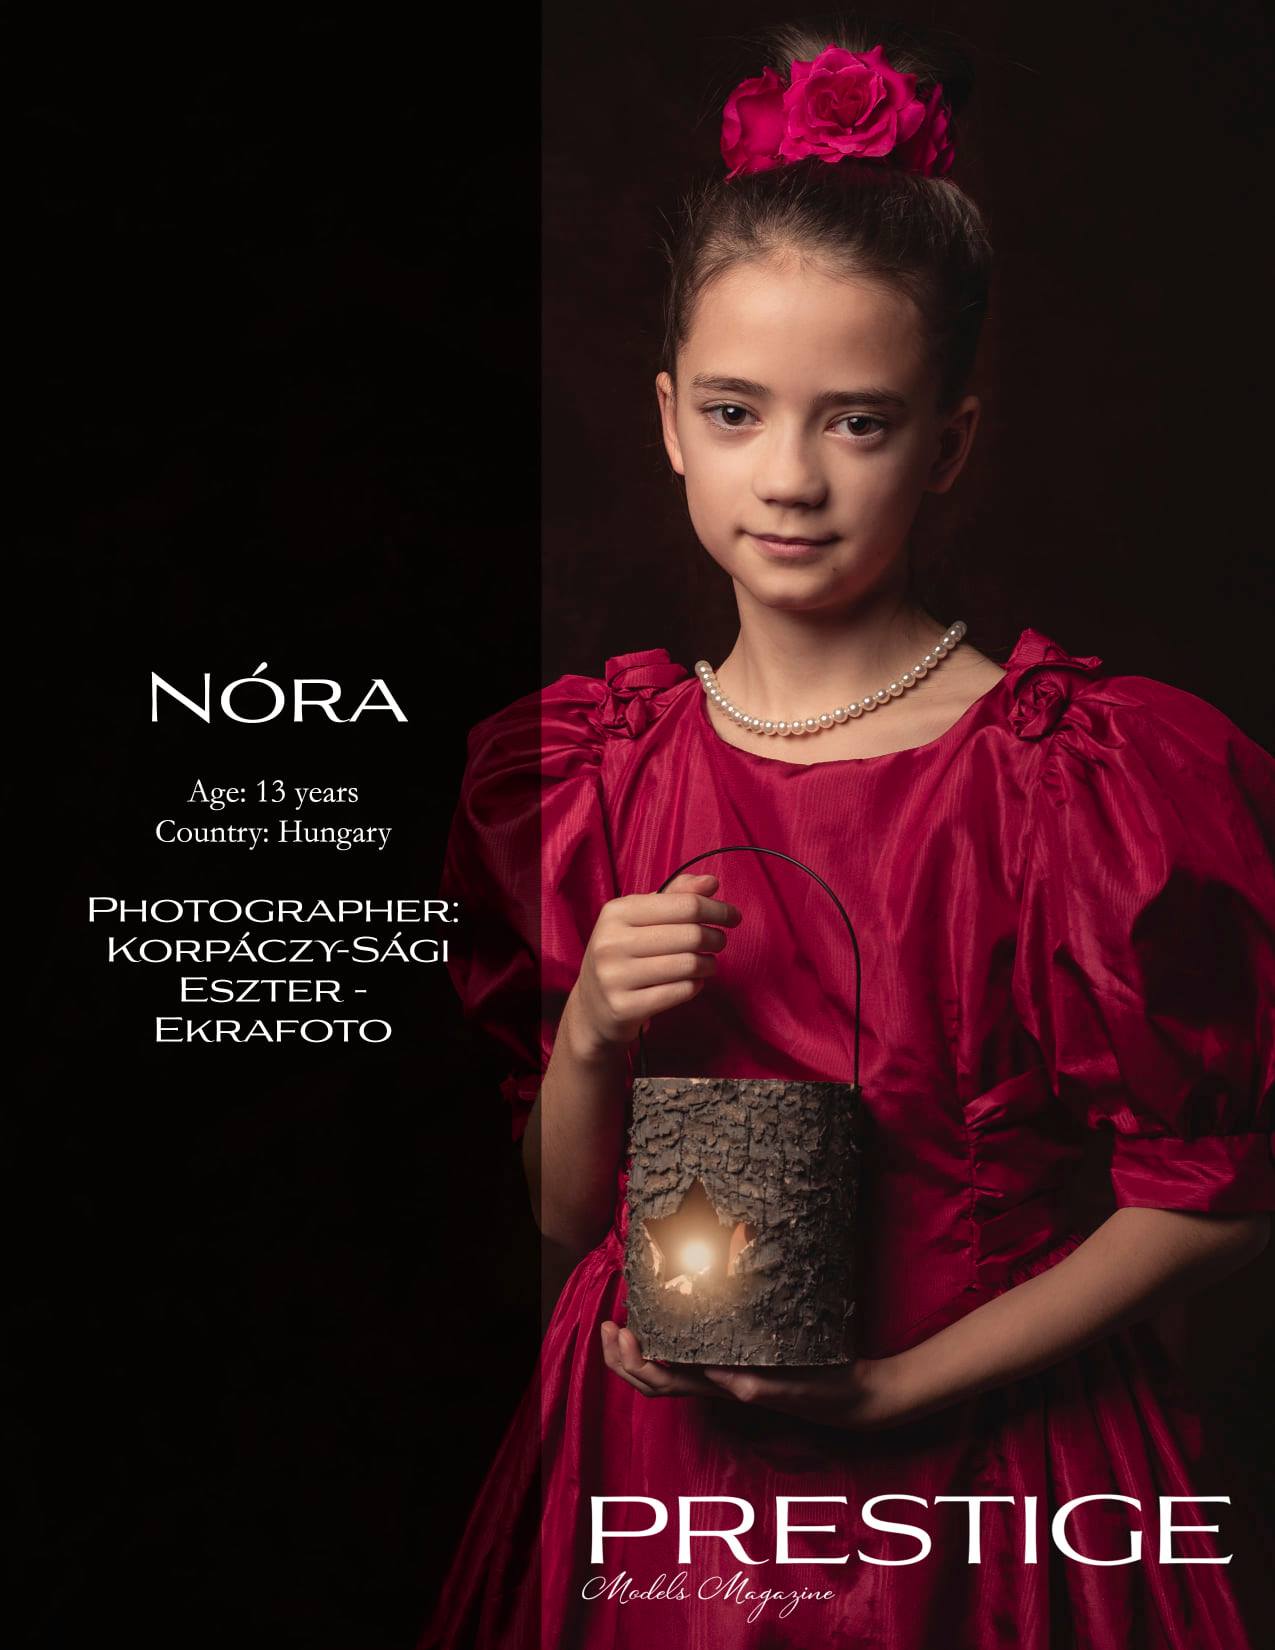 NÓRA
Age: 13 years
Country: Hungary
PHOTOGRAPHER:
KORPÁCZY-SÁGI
ESZTER -
EKRAFOTO
PRESTIGE
Models Magazine